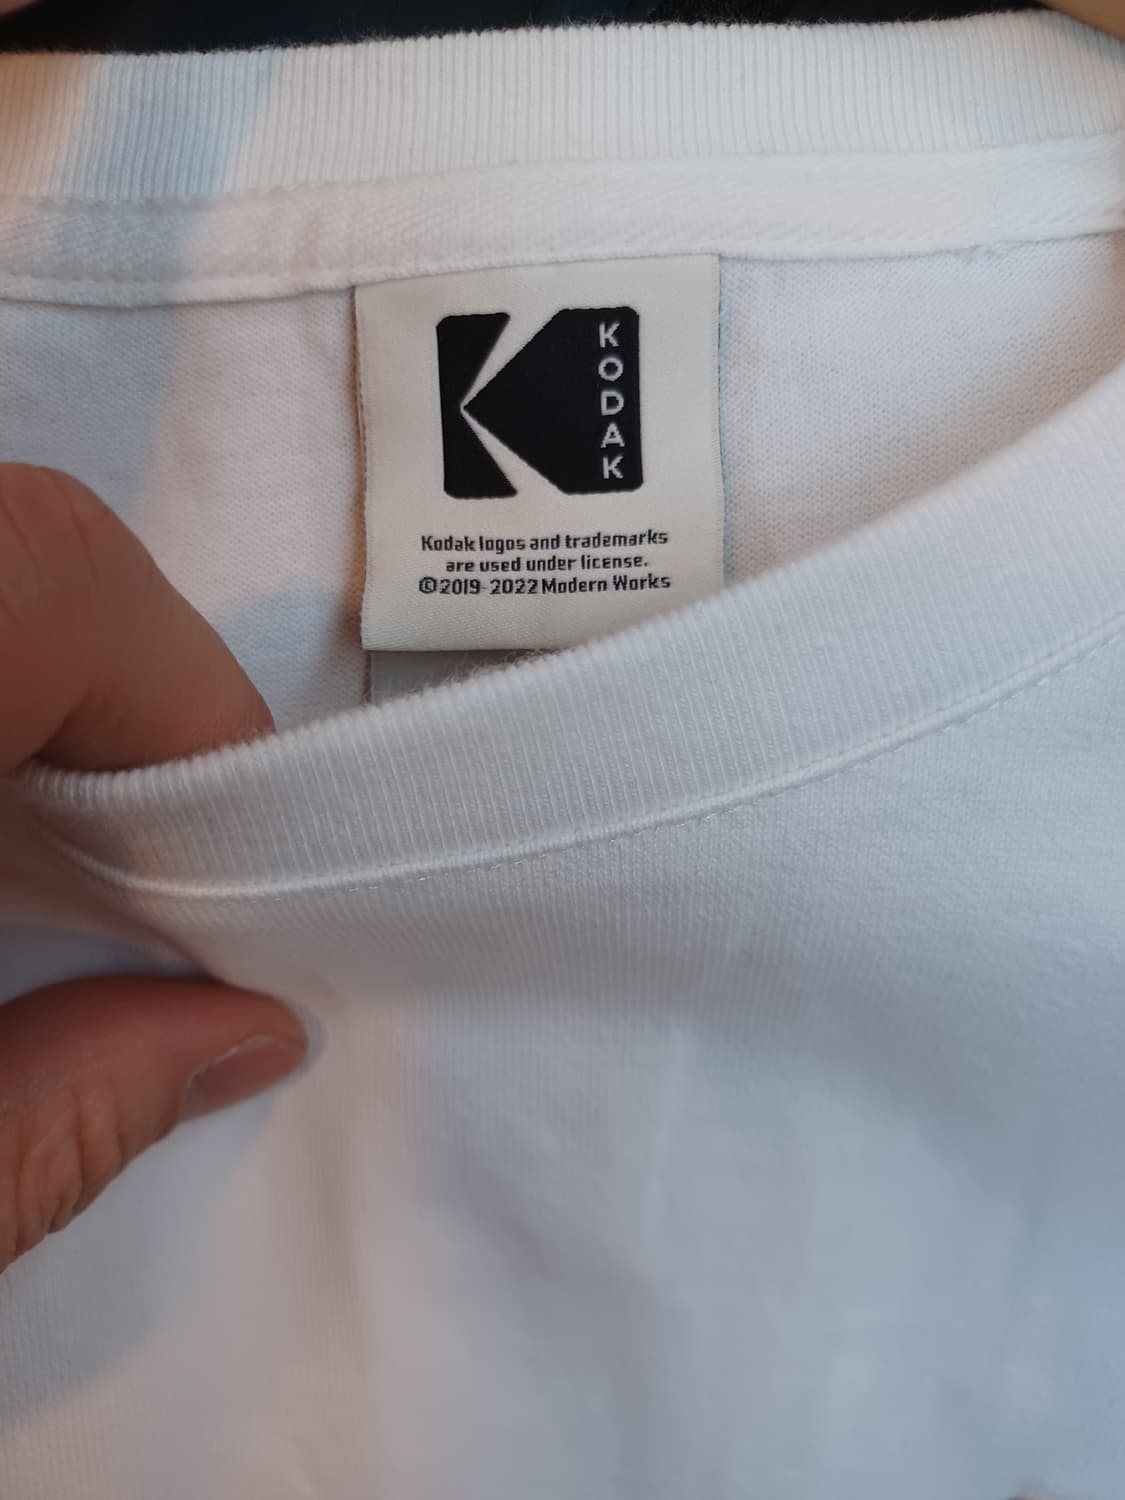 KODAK
Kodak logos and trademarks
are used under license.
©2019-2022 Modern Works